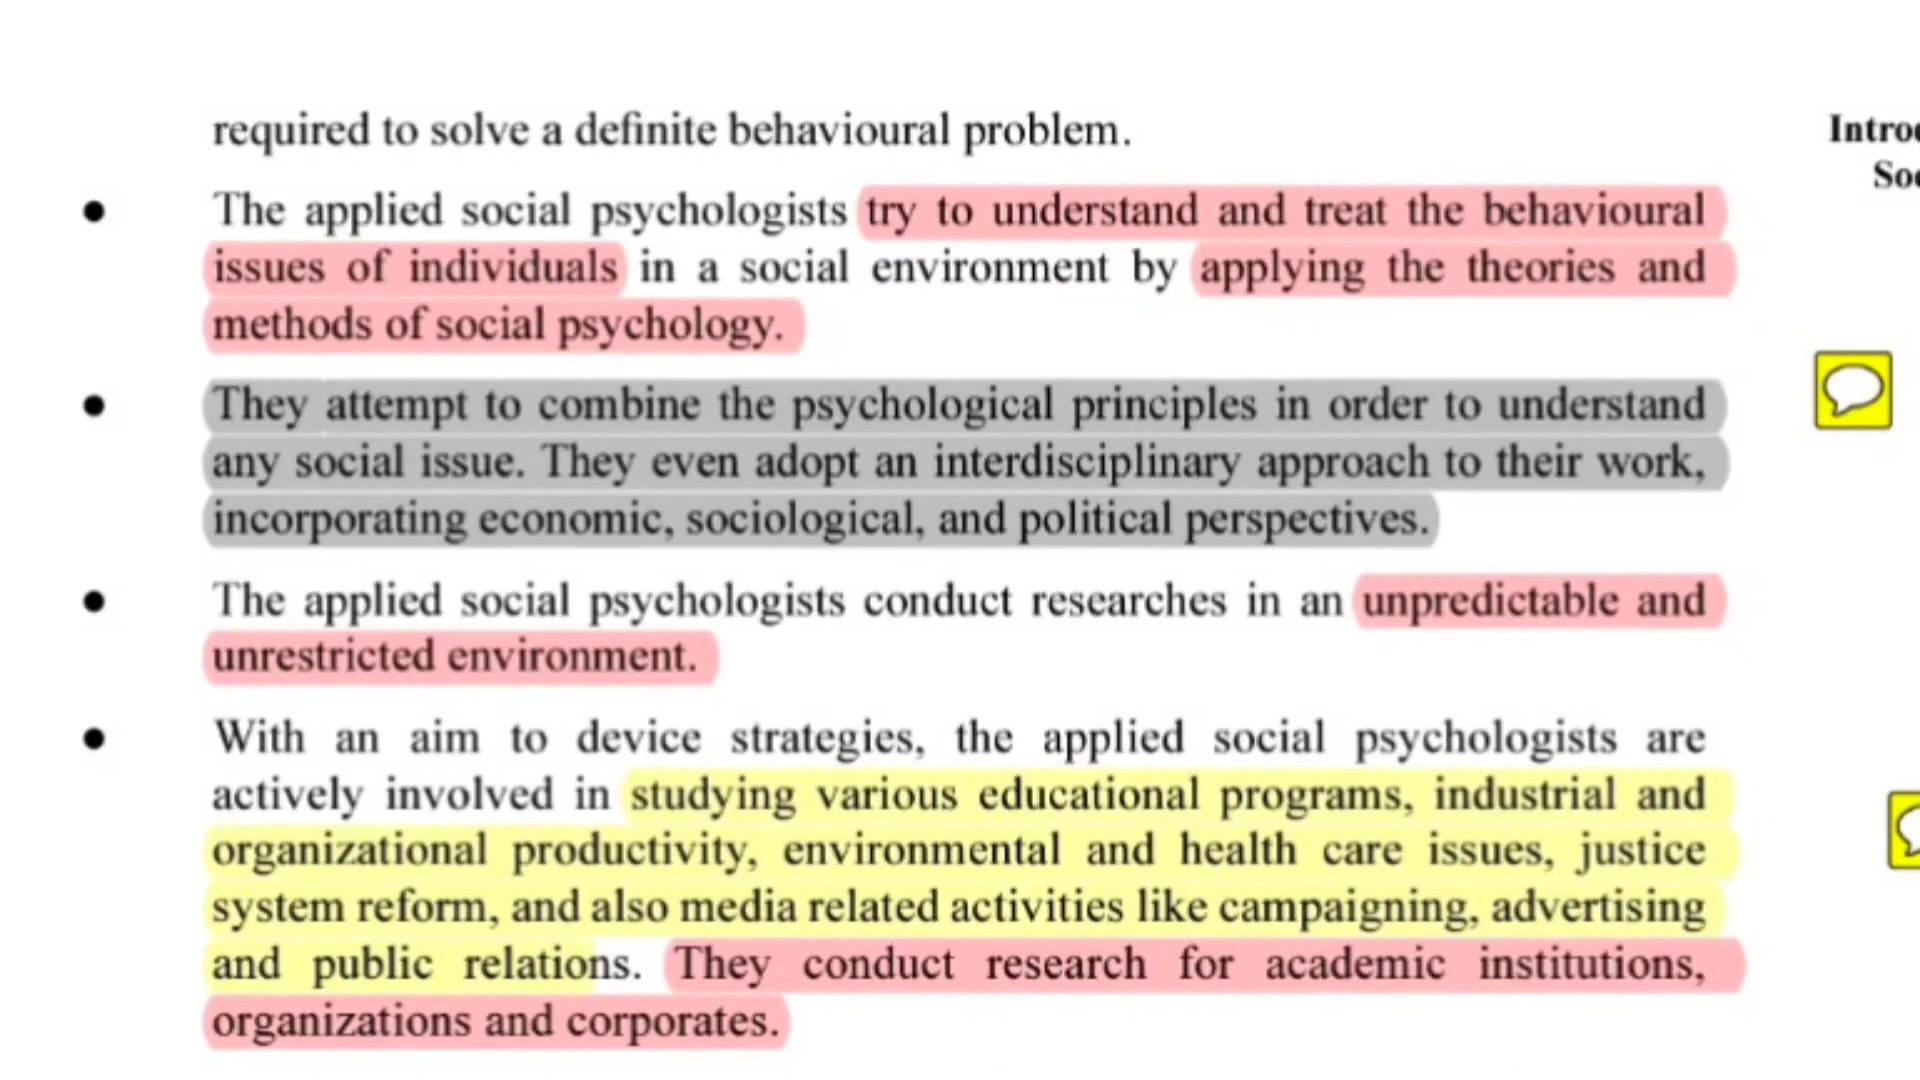 required to solve a definite behavioural problem.
Introd
Soc
● The applied social psychologists try to understand and treat the behavioural
issues of individuals in a social environment by applying the theories and
methods of social psychology.
● They attempt to combine the psychological principles in order to understand
any social issue. They even adopt an interdisciplinary approach to their work,
incorporating economic, sociological, and political perspectives.
● The applied social psychologists conduct researches in an unpredictable and
unrestricted environment.
● With an aim to device strategies, the applied social psychologists are
actively involved in studying various educational programs, industrial and
organizational productivity, environmental and health care issues, justice
system reform, and also media related activities like campaigning, advertising
and public relations. They conduct research for academic institutions,
organizations and corporates.